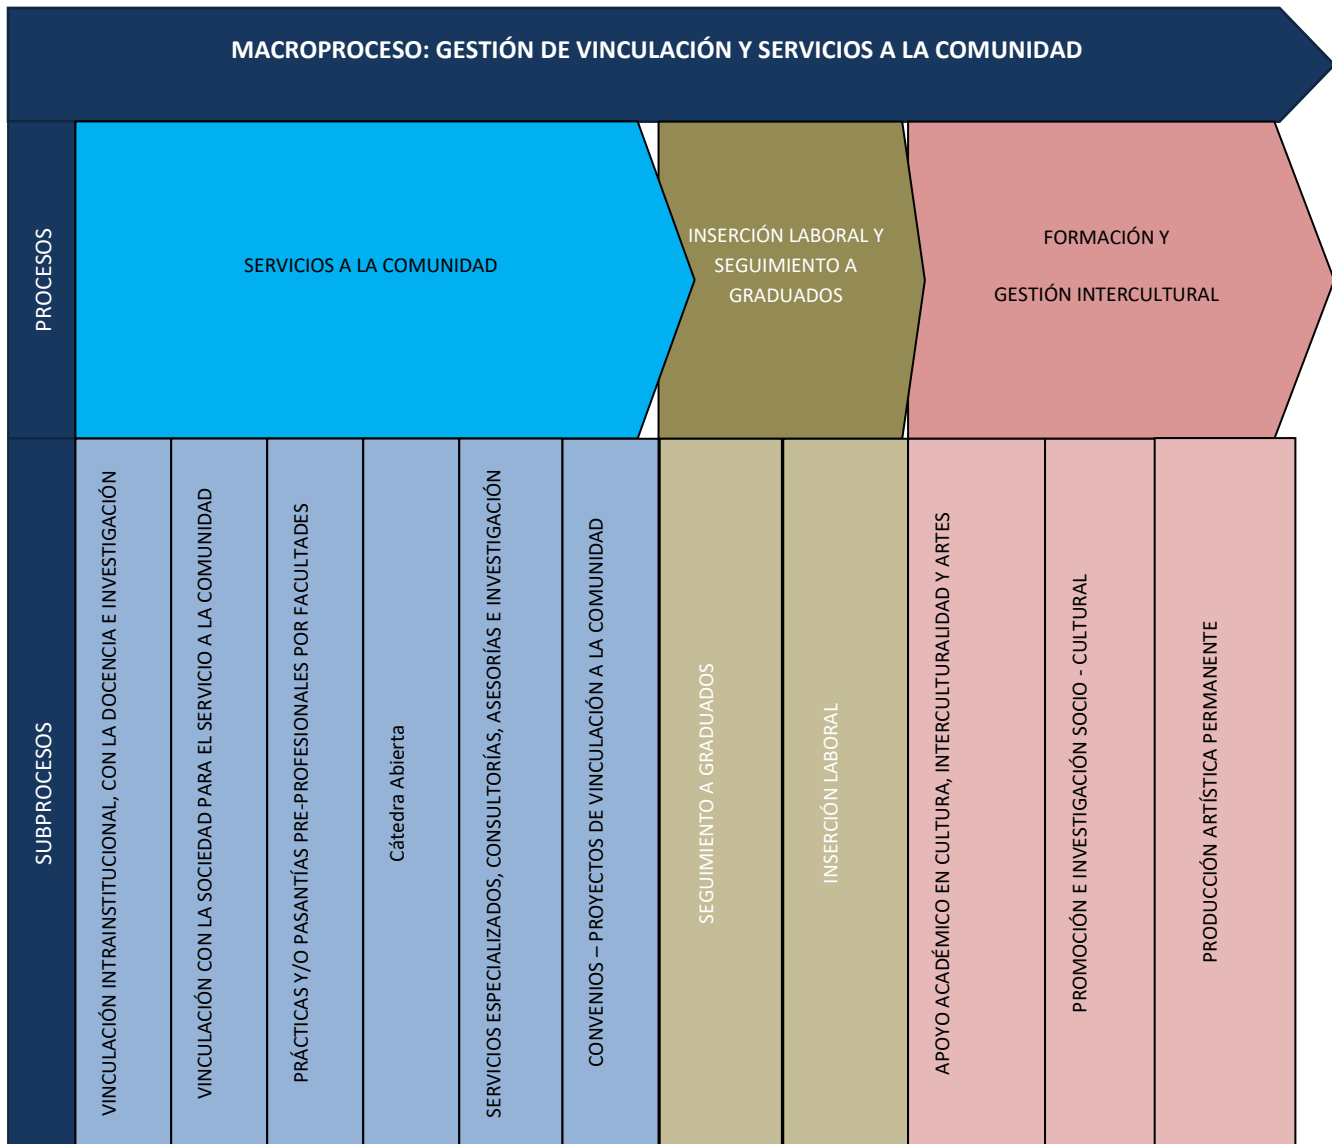 MACROPROCESO: GESTIÓN DE VINCULACIÓN Y SERVICIOS A LA COMUNIDAD
PROCESOS
SERVICIOS A LA COMUNIDAD
INSERCIÓN LABORAL Y
SEGUIMIENTO A
GRADUADOS
FORMACIÓN Y
GESTIÓN INTERCULTURAL
SUBPROCESOS
VINCULACIÓN INTRAINSTITUCIONAL, CON LA DOCENCIA E INVESTIGACIÓN
VINCULACIÓN CON LA SOCIEDAD PARA EL SERVICIO A LA COMUNIDAD
PRÁCTICAS Y/O PASANTÍAS PRE-PROFESIONALES POR FACULTADES
Cátedra Abierta
SERVICIOS ESPECIALIZADOS, CONSULTORÍAS, ASESORÍAS E INVESTIGACIÓN
CONVENIOS – PROYECTOS DE VINCULACIÓN A LA COMUNIDAD
SEGUIMIENTO A GRADUADOS
INSERCIÓN LABORAL
APOYO ACADÉMICO EN CULTURA, INTERCULTURALIDAD Y ARTES
PROMOCIÓN E INVESTIGACIÓN SOCIO - CULTURAL
PRODUCCIÓN ARTÍSTICA PERMANENTE